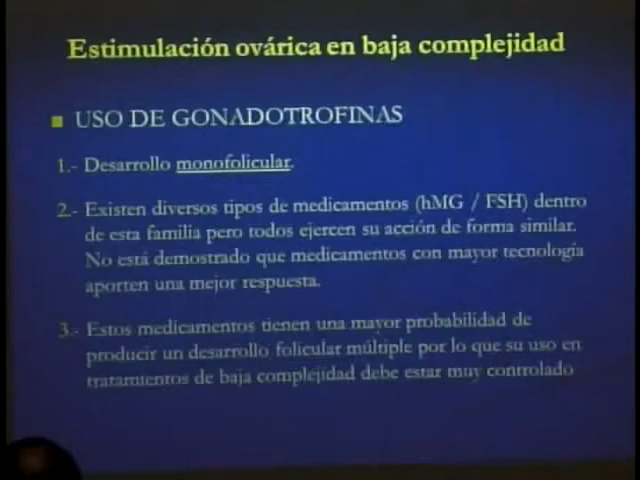 Estimulación ovárica en baja complejidad
■ USO DE GONADOTROFINAS
1.- Desarrollo monofolicular.
2.- Existen diversos tipos de medicamentos (hMG / FSH) dentro
de esta familia pero todos ejercen su acción de forma similar.
No está demostrado que medicamentos con mayor tecnología
aporten una mejor respuesta.
3.- Estos medicamentos tienen una mayor probabilidad de
producir un desarrollo folicular múltiple por lo que su uso en
tratamientos de baja complejidad debe estar muy controlado